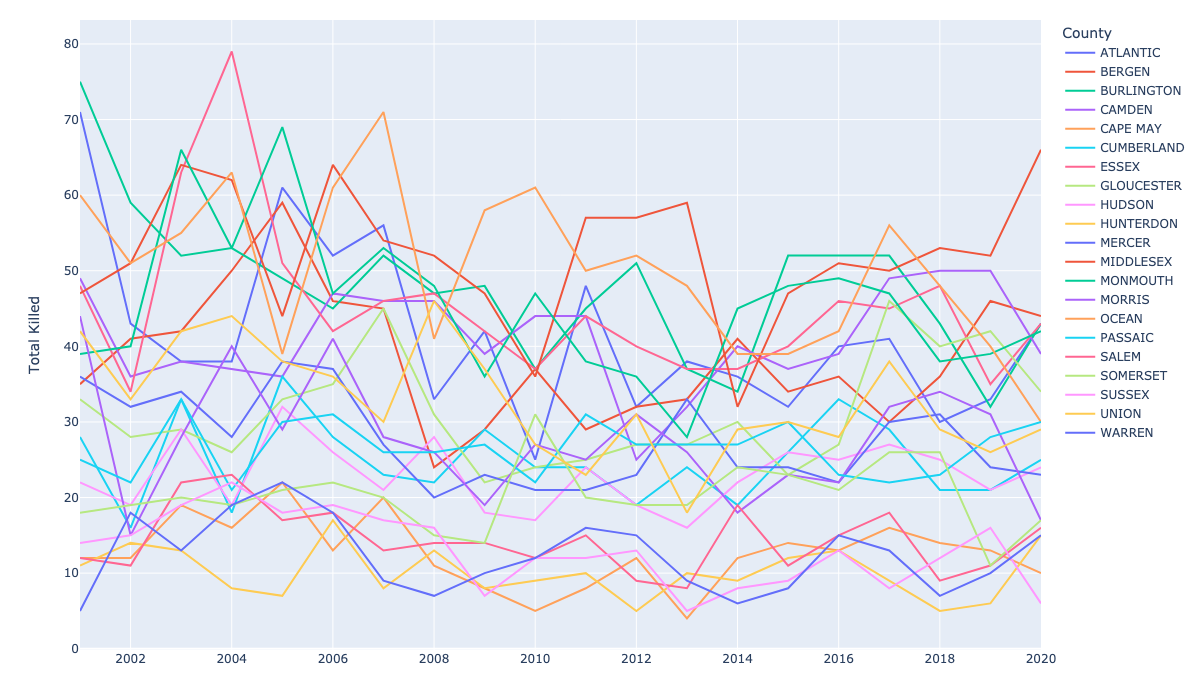 County
ATLANTIC
BERGEN
BURLINGTON
CAMDEN
CAPE MAY
CUMBERLAND
ESSEX
GLOUCESTER
HUDSON
HUNTERDON
MERCER
MIDDLESEX
MONMOUTH
MORRIS
OCEAN
PASSAIC
SALEM
SOMERSET
SUSSEX
UNION
WARREN
Total Killed
80
70
60
50
40
30
20
10
0
2002 2004 2006 2008 2010 2012 2014 2016 2018 2020